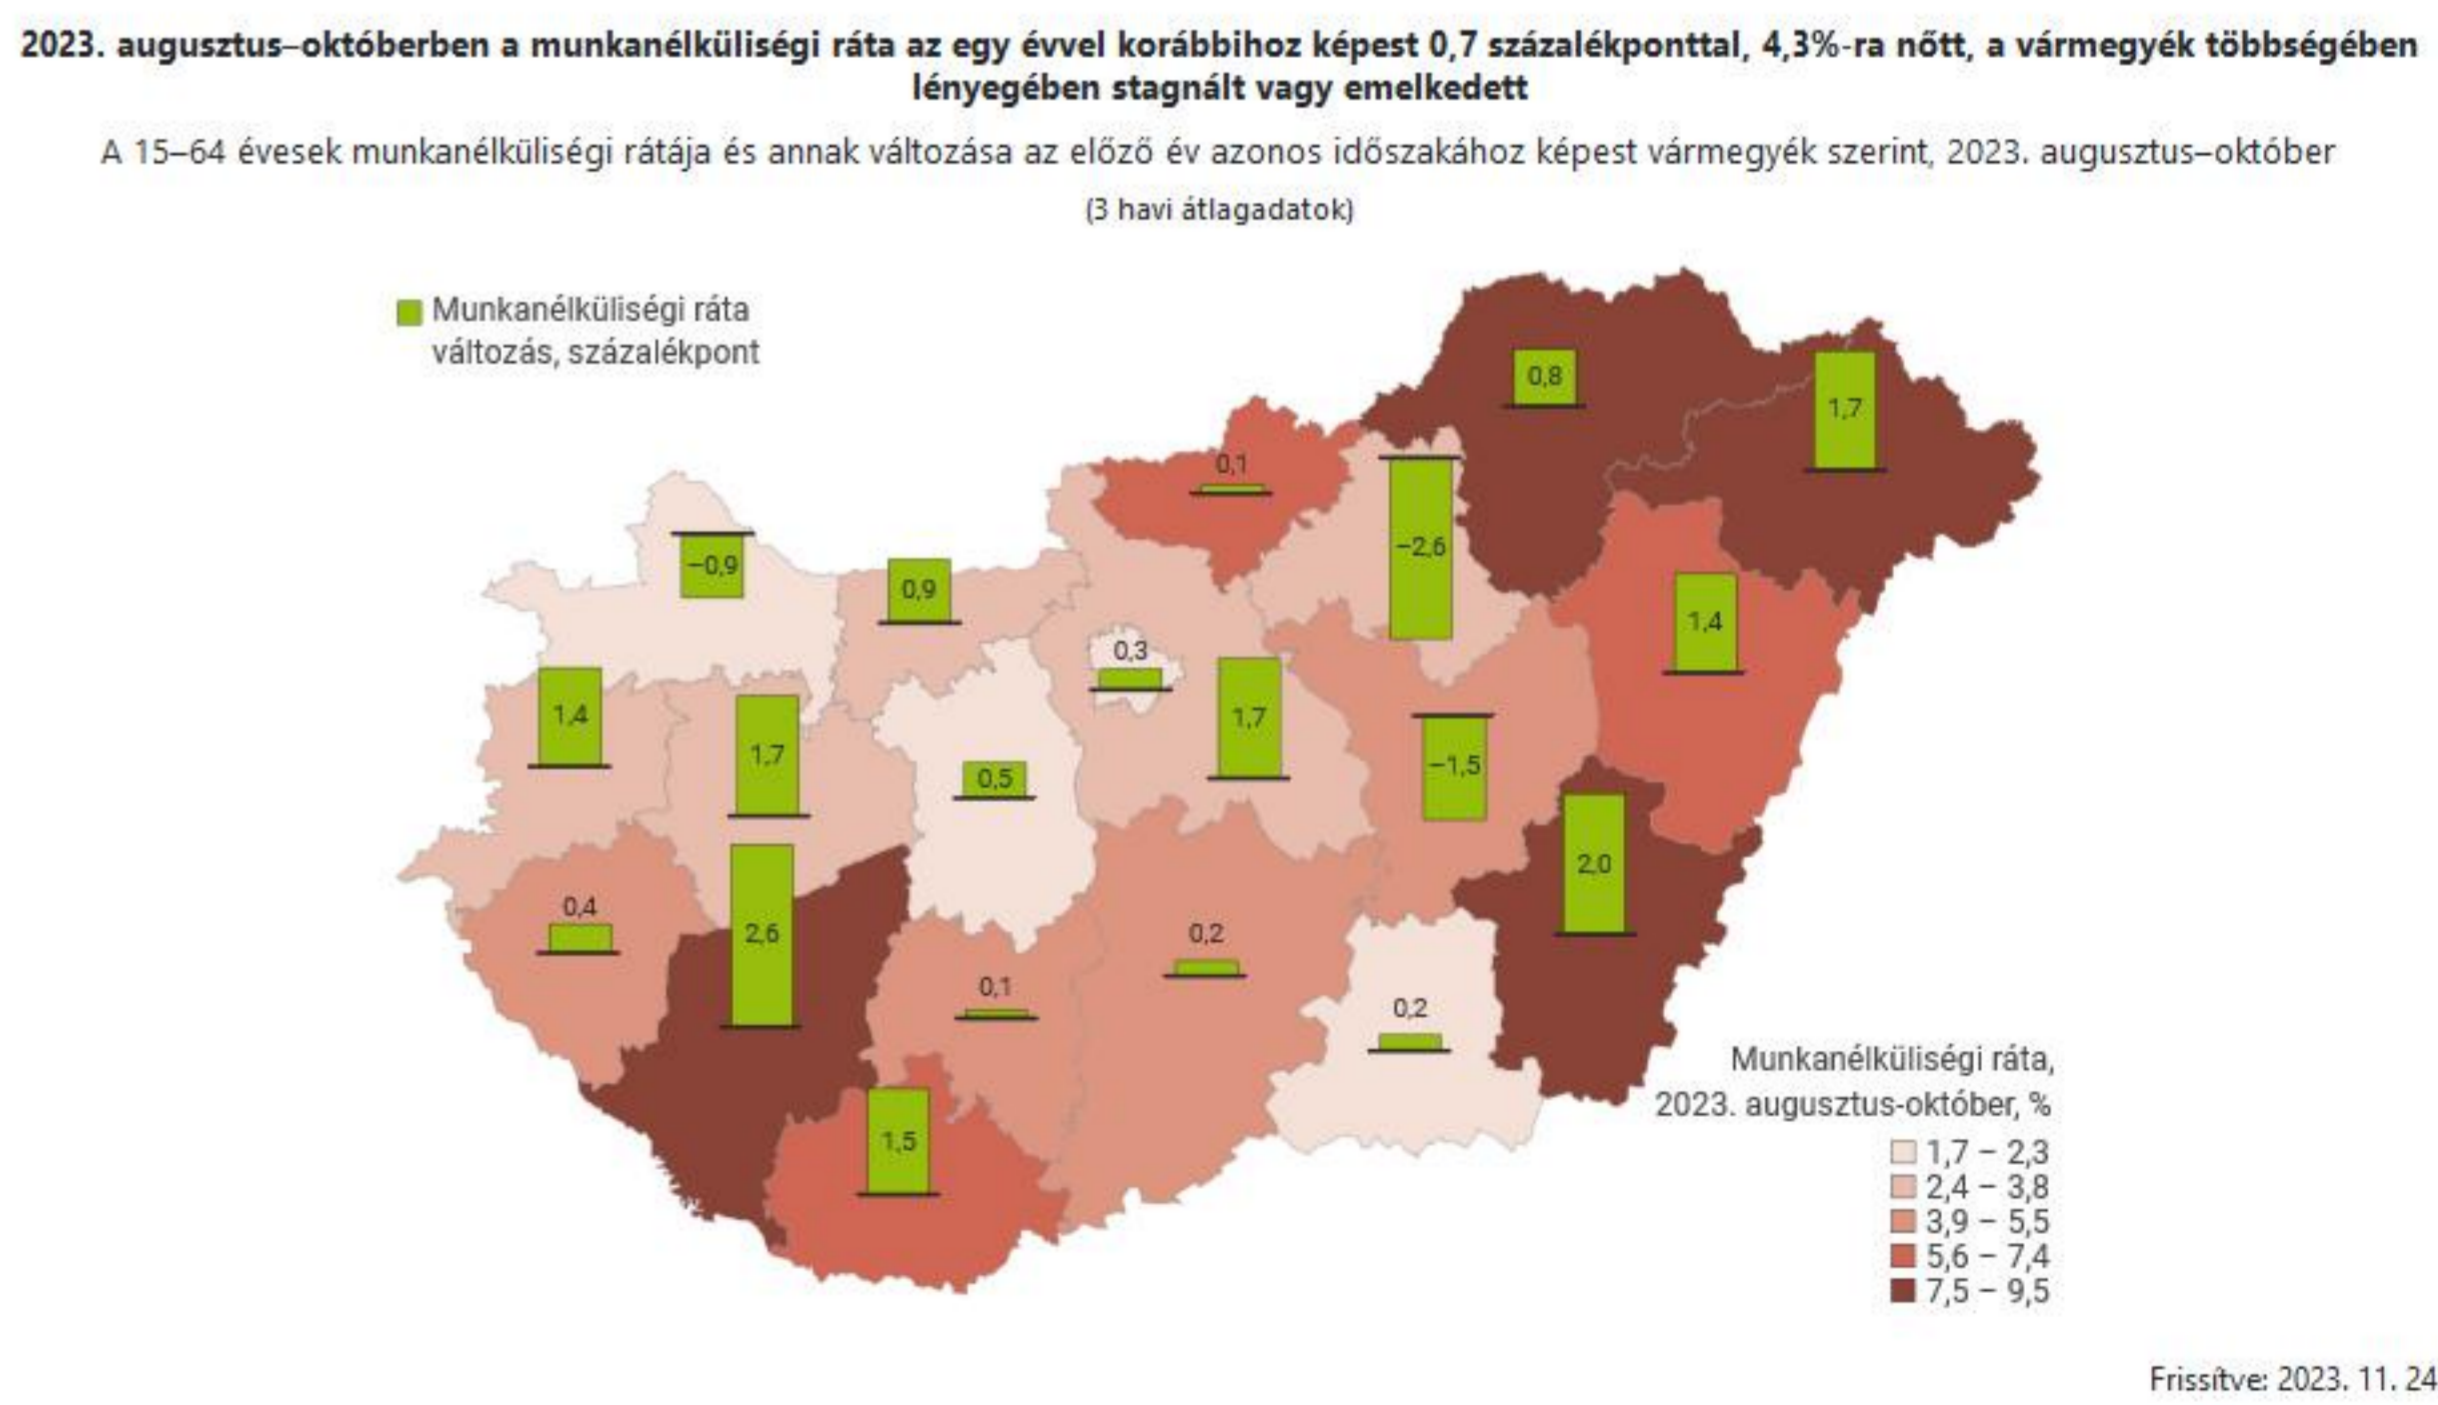 2023. augusztus–októberben a munkanélküliségi ráta az egy évvel korábbihoz képest 0,7 százalékponttal, 4,3%-ra nőtt, a vármegyék többségében
lényegében stagnált vagy emelkedett
A 15–64 évesek munkanélküliségi rátája és annak változása az előző év azonos időszakához képest vármegyék szerint, 2023. augusztus–október
(3 havi átlagadatok)
Munkanélküliségi ráta
változás, százalékpont
0,8
1,7
0,1
−2,6
−0,9
0,9
1,4
0,3
1,4
1,7
1,7
0,5
−1,5
2,0
0,4
2,6
0,2
0,1
0,2
1,5
Munkanélküliségi ráta,
2023. augusztus-október, %
1,7 – 2,3
2,4 – 3,8
3,9 – 5,5
5,6 – 7,4
7,5 – 9,5
Frissítve: 2023. 11. 24